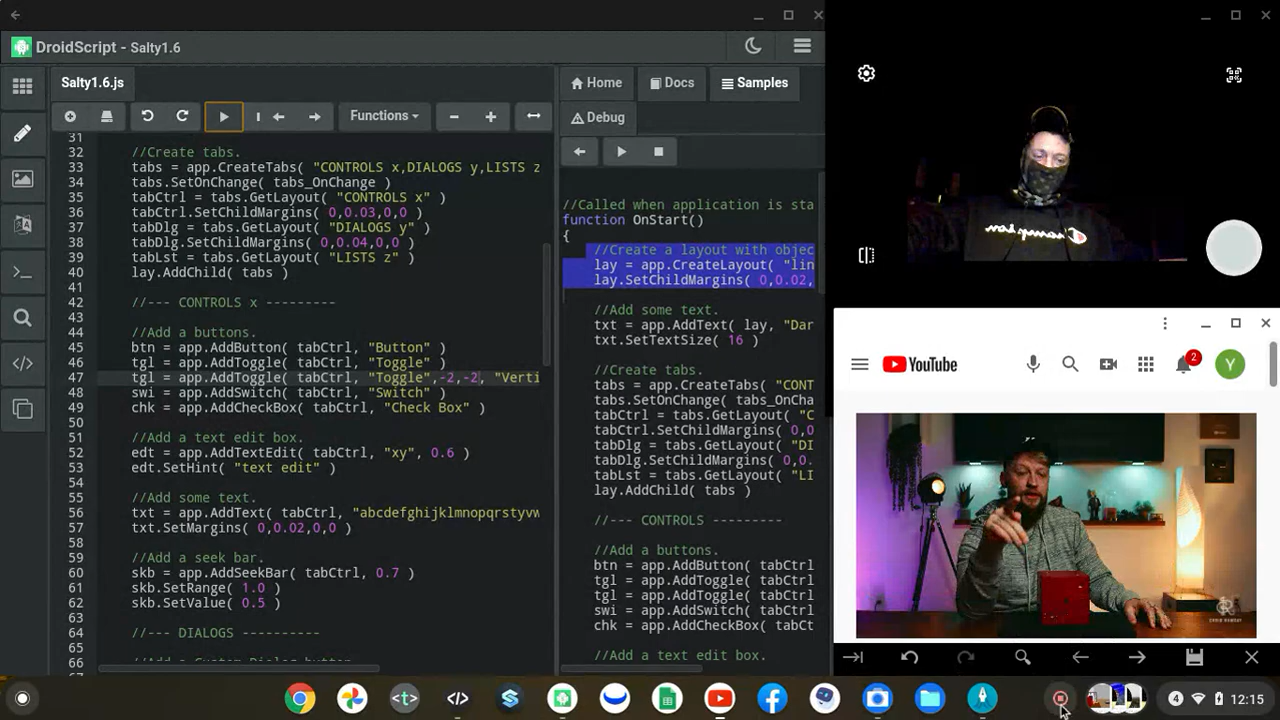 DroidScript - Salty1.6
Salty1.6.js
Functions
31
32 //Create tabs.
33 tabs = app.CreateTabs( "CONTROLS x,DIALOGS y,LISTS z
34 tabs.SetOnChange( tabs_OnChange )
35 tabCtrl = tabs.GetLayout( "CONTROLS x" )
36 tabCtrl.SetChildMargins( 0,0.03,0,0 )
37 tabDlg = tabs.GetLayout( "DIALOGS y" )
38 tabDlg.SetChildMargins( 0,0.04,0,0 )
39 tabLst = tabs.GetLayout( "LISTS z" )
40 lay.AddChild( tabs )
41
42 //--- CONTROLS x ---------
43
44 //Add a buttons.
45 btn = app.AddButton( tabCtrl, "Button" )
46 tgl = app.AddToggle( tabCtrl, "Toggle" )
47 tgl = app.AddToggle( tabCtrl, "Toggle",-2,-2, "Verti
48 swi = app.AddSwitch( tabCtrl, "Switch" )
49 chk = app.AddCheckBox( tabCtrl, "Check Box" )
50
51 //Add a text edit box.
52 edt = app.AddTextEdit( tabCtrl, "xy", 0.6 )
53 edt.SetHint( "text edit" )
54
55 //Add some text.
56 txt = app.AddText( tabCtrl, "abcdefghijklmnopqrstyvw
57 txt.SetMargins( 0,0.02,0,0 )
58
59 //Add a seek bar.
60 skb = app.AddSeekBar( tabCtrl, 0.7 )
61 skb.SetRange( 1.0 )
62 skb.SetValue( 0.5 )
63
64 //--- DIALOGS ----------
65
66
Home Docs Samples
Debug
//Called when application is sta
function OnStart()
{
//Create a layout with objec
lay = app.CreateLayout( "lin
lay.SetChildMargins( 0,0.02,
//Add some text.
txt = app.AddText( lay, "Dar
txt.SetTextSize( 16 )
//Create tabs.
tabs = app.CreateTabs( "CONT
tabs.SetOnChange( tabs_OnCha
tabCtrl = tabs.GetLayout( "C
tabCtrl.SetChildMargins( 0,0
tabDlg = tabs.GetLayout( "DI
tabDlg.SetChildMargins( 0,0.
tabLst = tabs.GetLayout( "LI
lay.AddChild( tabs )
//--- CONTROLS ---------
//Add a buttons.
btn = app.AddButton( tabCtrl
tgl = app.AddToggle( tabCtrl
tgl = app.AddToggle( tabCtrl
swi = app.AddSwitch( tabCtrl
chk = app.AddCheckBox( tabCt
//Add a text edit box.
Champion
YouTube
2
Y
4 12:15